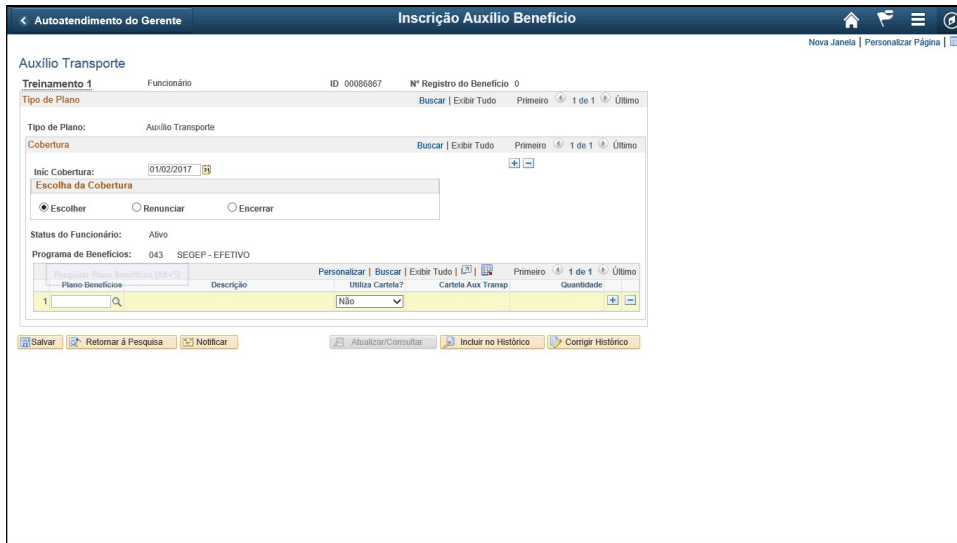 Autoatendimento do Gerente
Inscrição Auxílio Benefício
Nova Janela | Personalizar Página |
Auxílio Transporte
Treinamento 1 Funcionário ID 00086867 Nº Registro do Benefício 0
Tipo de Plano Buscar | Exibir Tudo Primeiro 1 de 1 Último
Tipo de Plano: Auxílio Transporte
Cobertura Buscar | Exibir Tudo Primeiro 1 de 1 Último
Iníc Cobertura: 01/02/2017
Escolha da Cobertura
Escolher Renunciar Encerrar
Status do Funcionário: Ativo
Programa de Benefícios: 043 SEGEP - EFETIVO
Pesquisar Plano Benefícios (Alt+5) Personalizar | Buscar | Exibir Tudo | | Primeiro 1 de 1 Último
Plano Benefícios Descrição Utiliza Cartela? Cartela Aux Transp Quantidade
1 Não
Salvar Retornar à Pesquisa Notificar Atualizar/Consultar Incluir no Histórico Corrigir Histórico